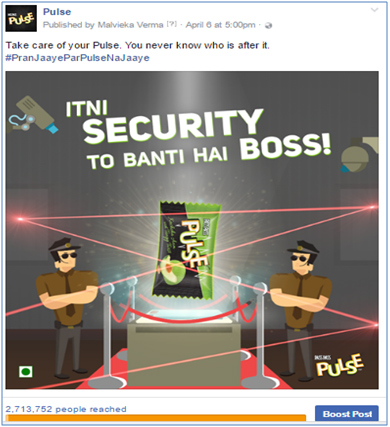 Pulse
Published by Malvieka Verma [?] · April 6 at 5:00pm ·
Take care of your Pulse. You never know who is after it.
#PranJaayeParPulseNaJaaye
ITNI
SECURITY
TO BANTI HAI BOSS!
PULSE
PULSE
2,713,752 people reached
Boost Post